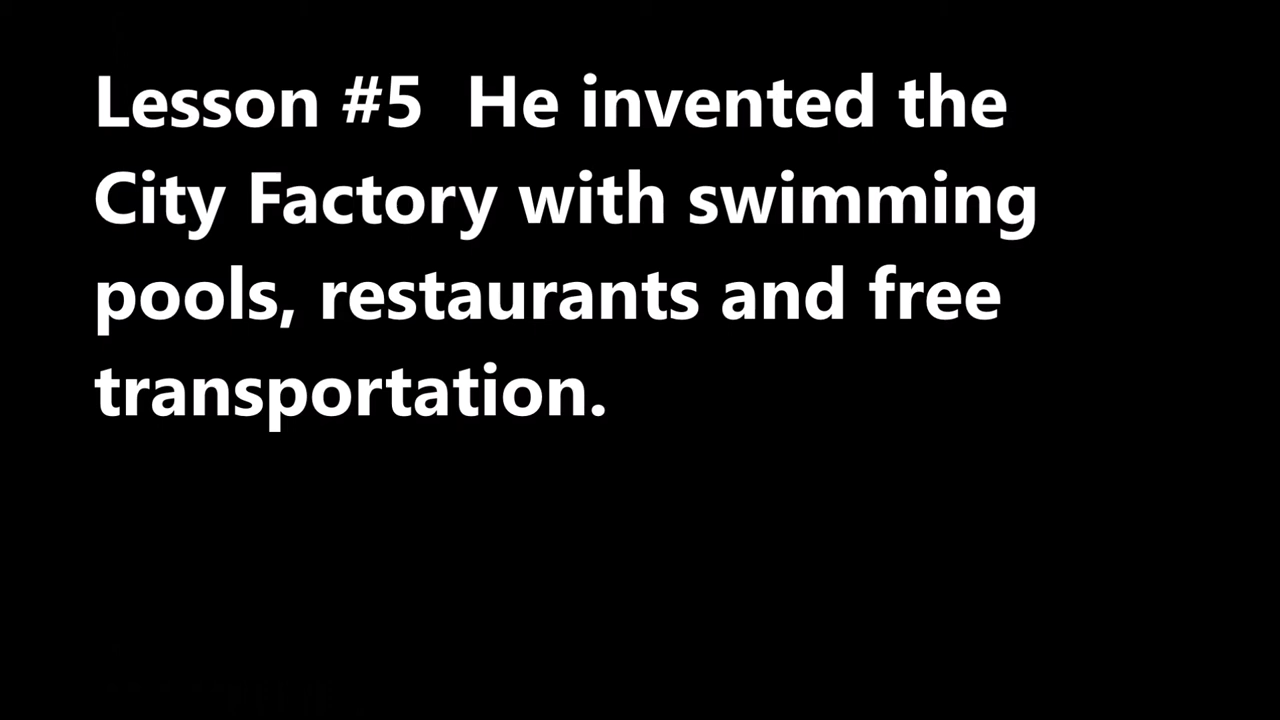 Lesson #5  He invented the
City Factory with swimming
pools, restaurants and free
transportation.